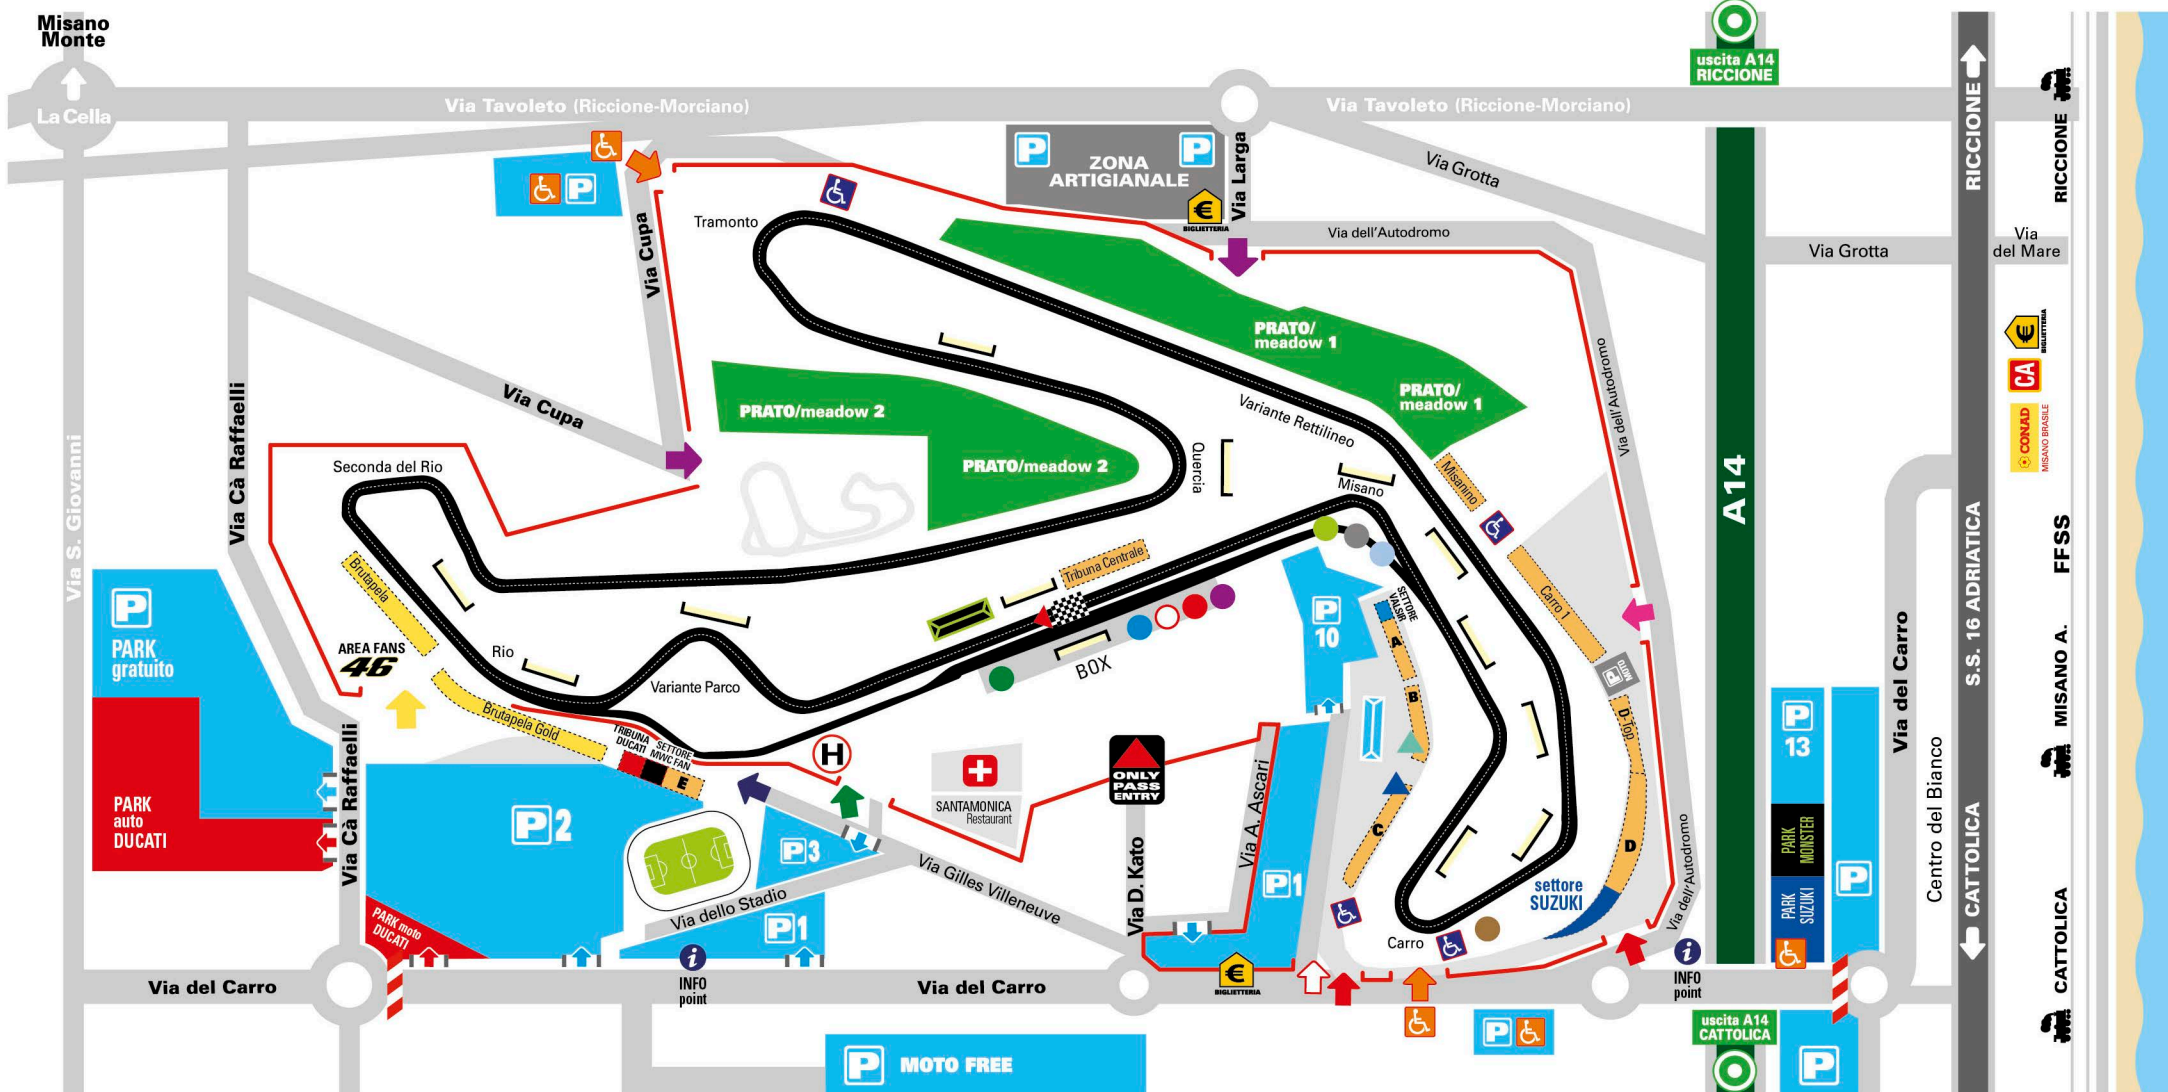 Misano
Monte
La Cella
Via Tavoleto (Riccione-Morciano)
Via Tavoleto (Riccione-Morciano)
uscita A14
RICCIONE
RICCIONE
RICCIONE
P
P
P
ZONA
ARTIGIANALE
Via Larga
€
BIGLIETTERIA
Via Grotta
Via Grotta
Via
del Mare
Via dell'Autodromo
Via Cupa
Tramonto
PRATO/
meadow 1
PRATO/
meadow 1
Via dell'Autodromo
€
BIGLIETTERIA
CA
CONAD
MISANO BRASILE
Via Cupa
Via Cà Raffaelli
Via S. Giovanni
PRATO/meadow 2
PRATO/meadow 2
Variante Rettilineo
Quercia
Seconda del Rio
Misano
Misanino
A14
S.S. 16 ADRIATICA
FFSS
Brutapela
Tribuna Centrale
Carro 1
P
PARK
gratuito
AREA FANS
46
Rio
Variante Parco
BOX
P
10
SETTORE
VALSIR
A
B
C
P
MOTO
D-Top
Via del Carro
MISANO A.
Brutapela Gold
TRIBUNA
DUCATI
SETTORE
MWC FAN
E
H
SANTAMONICA
Restaurant
ONLY
PASS
ENTRY
Via A. Ascari
P
13
PARK
auto
DUCATI
Via Cà Raffaelli
P2
P3
Via dello Stadio
P1
Via Gilles Villeneuve
Via D. Kato
P1
settore
SUZUKI
D
Via dell'Autodromo
PARK
MONSTER
PARK
SUZUKI
P
Centro del Bianco
CATTOLICA
CATTOLICA
PARK moto
DUCATI
Carro
i
INFO
point
i
INFO
point
Via del Carro
Via del Carro
€
BIGLIETTERIA
P
uscita A14
CATTOLICA
P
P MOTO FREE